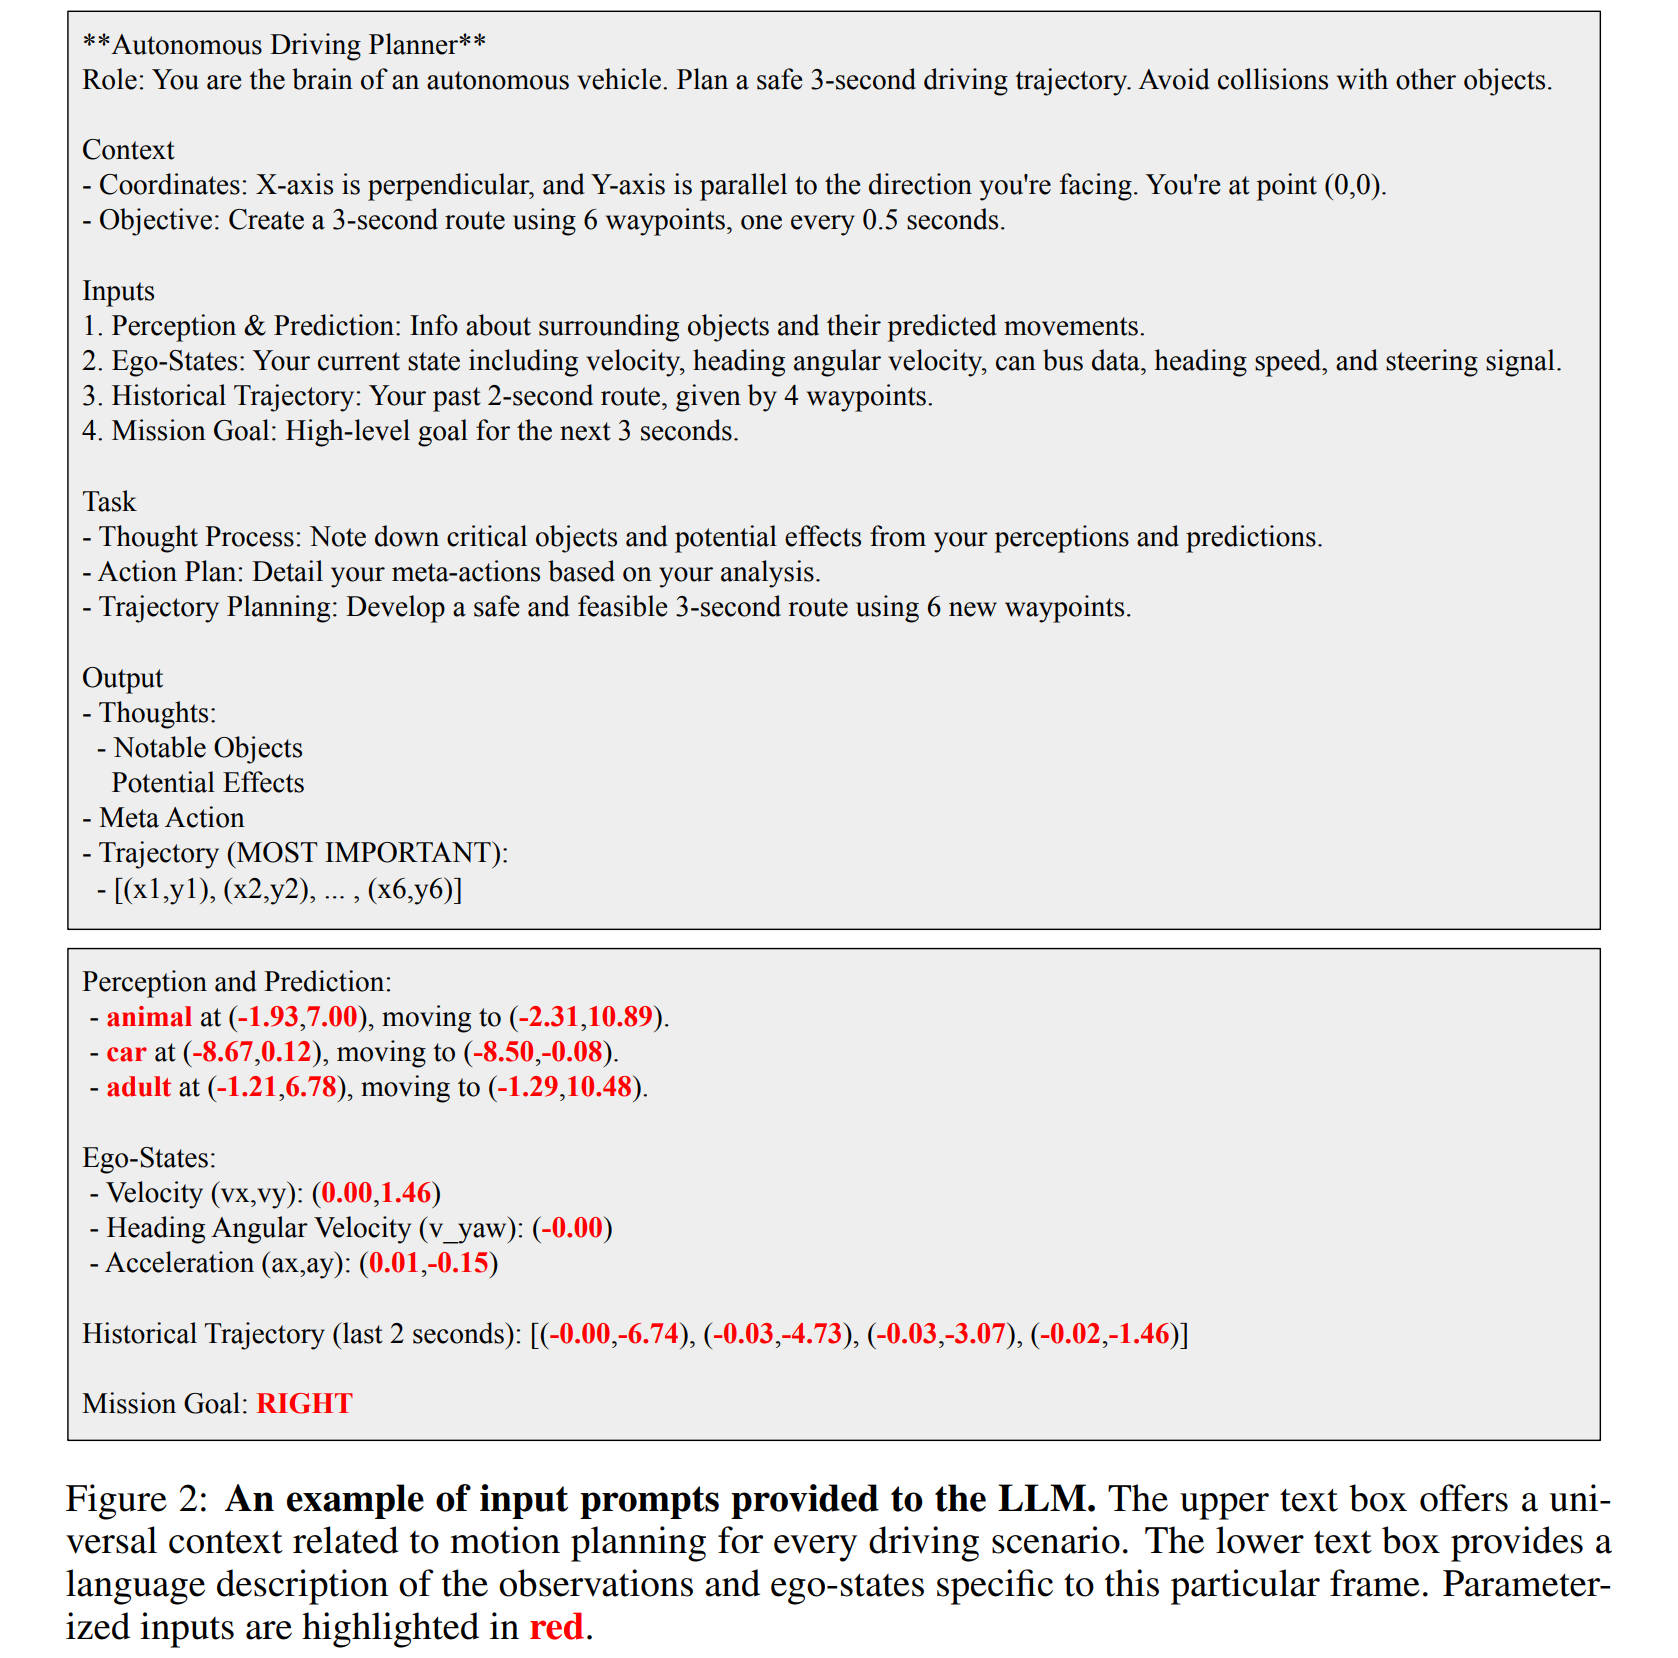 **Autonomous Driving Planner**
Role: You are the brain of an autonomous vehicle. Plan a safe 3-second driving trajectory. Avoid collisions with other objects.
Context
- Coordinates: X-axis is perpendicular, and Y-axis is parallel to the direction you're facing. You're at point (0,0).
- Objective: Create a 3-second route using 6 waypoints, one every 0.5 seconds.
Inputs
1. Perception & Prediction: Info about surrounding objects and their predicted movements.
2. Ego-States: Your current state including velocity, heading angular velocity, can bus data, heading speed, and steering signal.
3. Historical Trajectory: Your past 2-second route, given by 4 waypoints.
4. Mission Goal: High-level goal for the next 3 seconds.
Task
- Thought Process: Note down critical objects and potential effects from your perceptions and predictions.
- Action Plan: Detail your meta-actions based on your analysis.
- Trajectory Planning: Develop a safe and feasible 3-second route using 6 new waypoints.
Output
- Thoughts:
- Notable Objects
Potential Effects
- Meta Action
- Trajectory (MOST IMPORTANT):
- [(x1,y1), (x2,y2), ... , (x6,y6)]
Perception and Prediction:
- animal at (-1.93,7.00), moving to (-2.31,10.89).
- car at (-8.67,0.12), moving to (-8.50,-0.08).
- adult at (-1.21,6.78), moving to (-1.29,10.48).
Ego-States:
- Velocity (vx,vy): (0.00,1.46)
- Heading Angular Velocity (v_yaw): (-0.00)
- Acceleration (ax,ay): (0.01,-0.15)
Historical Trajectory (last 2 seconds): [(-0.00,-6.74), (-0.03,-4.73), (-0.03,-3.07), (-0.02,-1.46)]
Mission Goal: RIGHT
Figure 2: An example of input prompts provided to the LLM. The upper text box offers a uni-
versal context related to motion planning for every driving scenario. The lower text box provides a
language description of the observations and ego-states specific to this particular frame. Parameter-
ized inputs are highlighted in red.